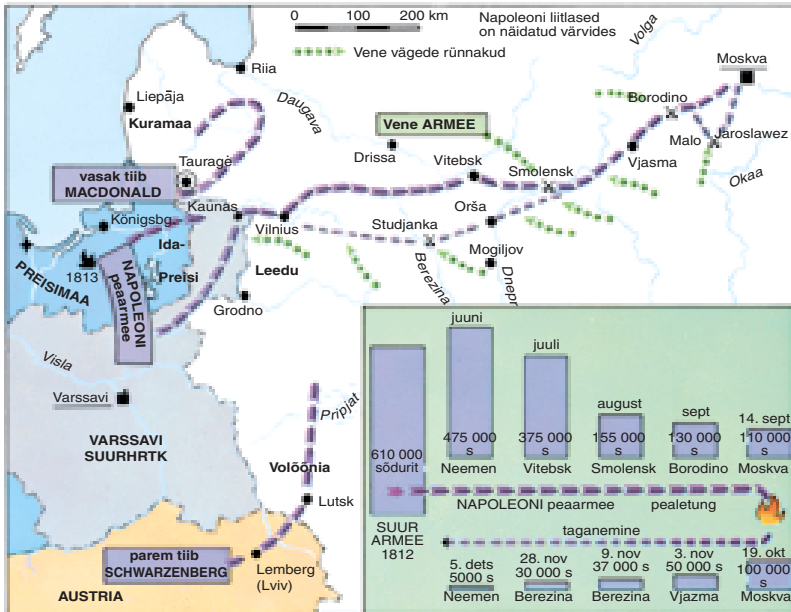 0 100 200 km
Napoleoni liitlased
on näidatud värvides
Vene vägede rünnakud
Volga
Moskva
Riia
Liepāja
Daugava
Kuramaa
Vene ARMEE
Borodino
Malo
Jaroslawez
Drissa
Vitebsk
Smolensk
Vjasma
Okaa
Tauragė
vasak tiib
MACDONALD
Kaunas
Königsbg.
Vilnius
Studjanka
Orša
Mogiljov
Berezina
Dnepr
Ida-
Preisi
Leedu
PREISIMAA
1813
NAPOLEONI
peaarmee
Grodno
Visla
Varssavi
Pripjat
VARSSAVI
SUURHRTK
Volõõnia
Lutsk
parem tiib
SCHWARZENBERG
Lemberg
(Lviv)
AUSTRIA
juuni
juuli
august
sept
14. sept
610 000
sõdurit
475 000
s
375 000
s
155 000
s
130 000
s
110 000
s
Neemen
Vitebsk
Smolensk
Borodino
Moskva
NAPOLEONI peaarmee pealetung
SUUR
ARMEE
1812
taganemine
5. dets
5000 s
28. nov
30 000 s
9. nov
37 000 s
3. nov
50 000 s
19. okt
100 000
s
Neemen
Berezina
Berezina
Vjazma
Moskva